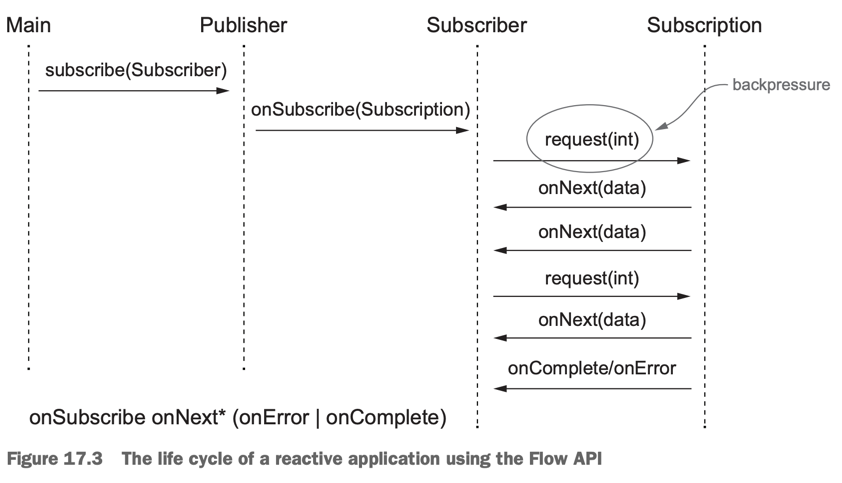 Main Publisher Subscriber Subscription
subscribe(Subscriber)
backpressure
onSubscribe(Subscription)
request(int)
onNext(data)
onNext(data)
request(int)
onNext(data)
onComplete/onError
onSubscribe onNext* (onError | onComplete)
Figure 17.3 The life cycle of a reactive application using the Flow API